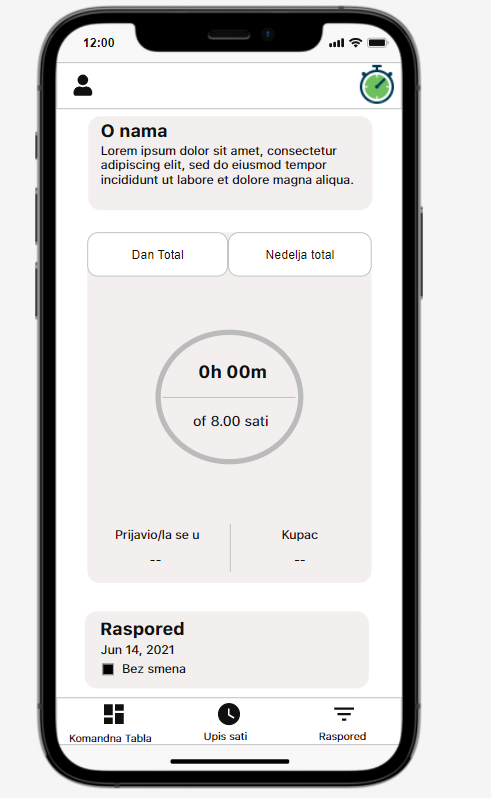 12:00
O nama
Lorem ipsum dolor sit amet, consectetur
adipiscing elit, sed do eiusmod tempor
incididunt ut labore et dolore magna aliqua.
Dan Total
Nedelja total
0h 00m
of 8.00 sati
Prijavio/la se u
Kupac
--
--
Raspored
Jun 14, 2021
Bez smena
Komandna Tabla
Upis sati
Raspored